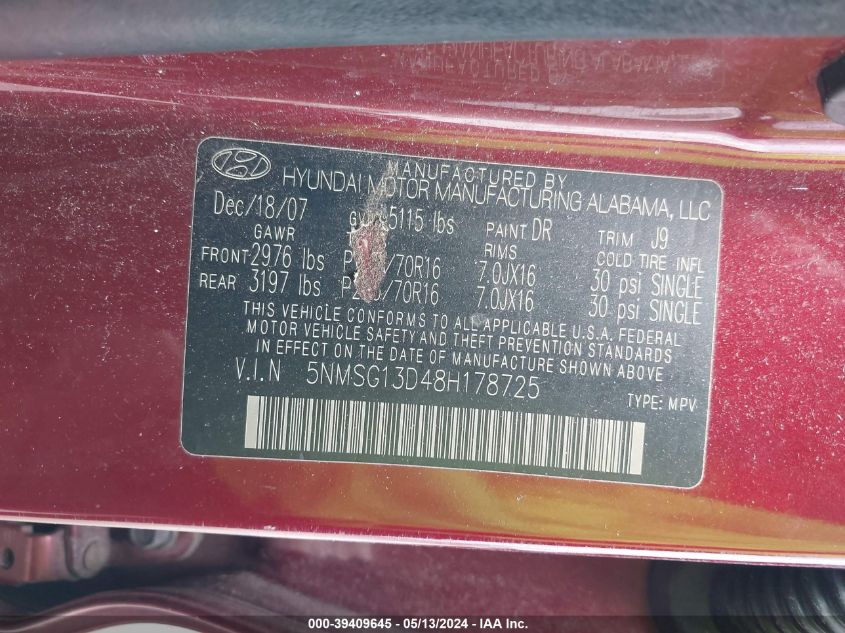 MANUFACTURED BY
HYUNDAI MOTOR MANUFACTURING ALABAMA, LLC
Dec/18/07 5115 lbs PAINT DR TRIM J9
GAWR RIMS COLD TIRE INFL
FRONT 2976 lbs /70R16 7.0JX16 30 psi SINGLE
REAR 3197 lbs /70R16 7.0JX16 30 psi SINGLE
THIS VEHICLE CONFORMS TO ALL APPLICABLE U.S.A. FEDERAL
MOTOR VEHICLE SAFETY AND THEFT PREVENTION STANDARDS
IN EFFECT ON THE DATE OF MANUFACTURE SHOWN ABOVE
V.I.N 5NMSG13D48H178725
TYPE: MPV
000-39409645 - 05/13/2024 - IAA Inc.